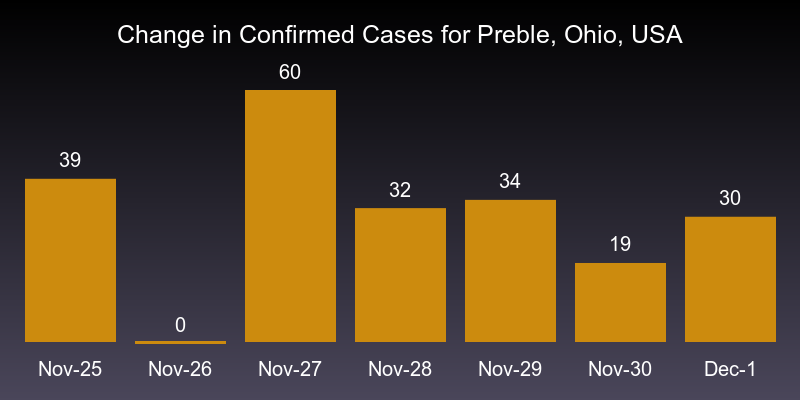 Change in Confirmed Cases for Preble, Ohio, USA
39
0
60
32
34
19
30
Nov-25
Nov-26
Nov-27
Nov-28
Nov-29
Nov-30
Dec-1